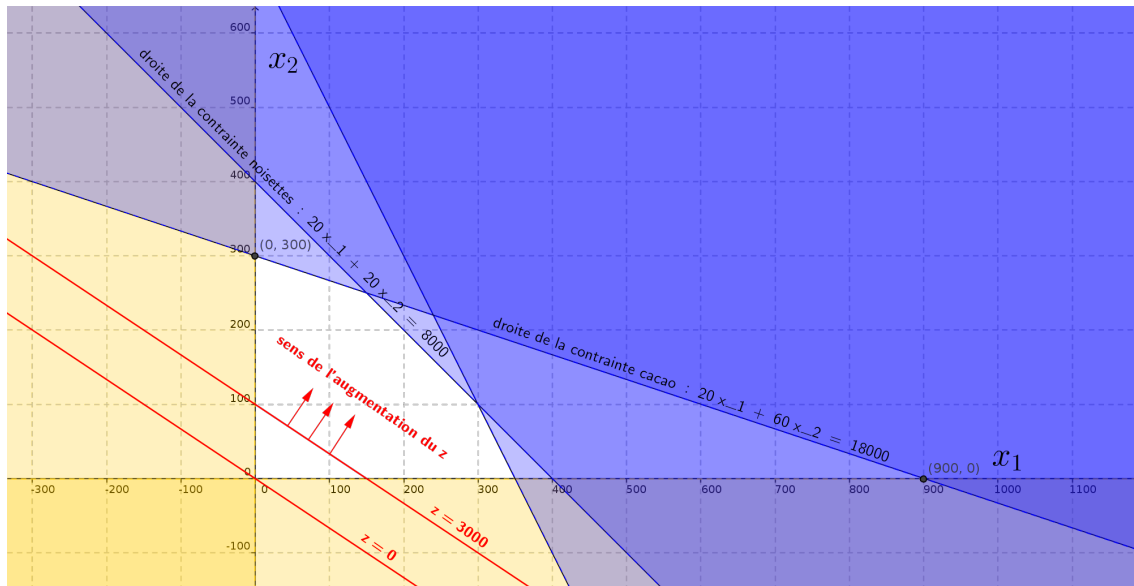 600
x_2
droite de la contrainte noisettes : 20 x_1 + 20 x_2 = 8000
500
400
300
(0, 300)
200
droite de la contrainte cacao : 20 x_1 + 60 x_2 = 18000
sens de l'augmentation du z
100
x_1
(900, 0)
0
-300 -200 -100 0 100 200 300 400 500 600 700 800 900 1000 1100
z = 3000
z = 0
-100